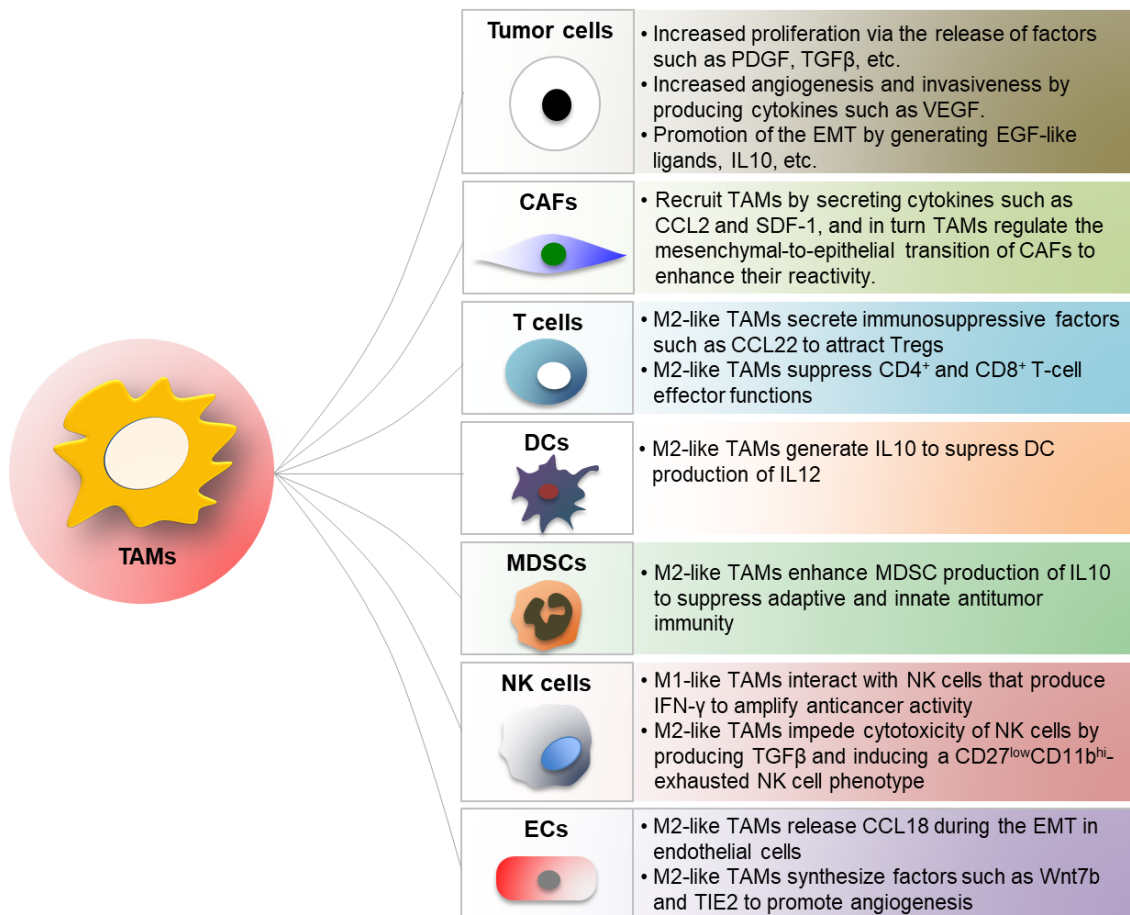 Tumor cells
• Increased proliferation via the release of factors
such as PDGF, TGFβ, etc.
• Increased angiogenesis and invasiveness by
producing cytokines such as VEGF.
• Promotion of the EMT by generating EGF-like
ligands, IL10, etc.
CAFs
• Recruit TAMs by secreting cytokines such as
CCL2 and SDF-1, and in turn TAMs regulate the
mesenchymal-to-epithelial transition of CAFs to
enhance their reactivity.
T cells
• M2-like TAMs secrete immunosuppressive factors
such as CCL22 to attract Tregs
• M2-like TAMs suppress CD4⁺ and CD8⁺ T-cell
effector functions
DCs
• M2-like TAMs generate IL10 to supress DC
production of IL12
TAMs
MDSCs
• M2-like TAMs enhance MDSC production of IL10
to suppress adaptive and innate antitumor
immunity
NK cells
• M1-like TAMs interact with NK cells that produce
IFN-γ to amplify anticancer activity
• M2-like TAMs impede cytotoxicity of NK cells by
producing TGFβ and inducing a CD27ˡᵒʷCD11bʰⁱ-
exhausted NK cell phenotype
ECs
• M2-like TAMs release CCL18 during the EMT in
endothelial cells
• M2-like TAMs synthesize factors such as Wnt7b
and TIE2 to promote angiogenesis